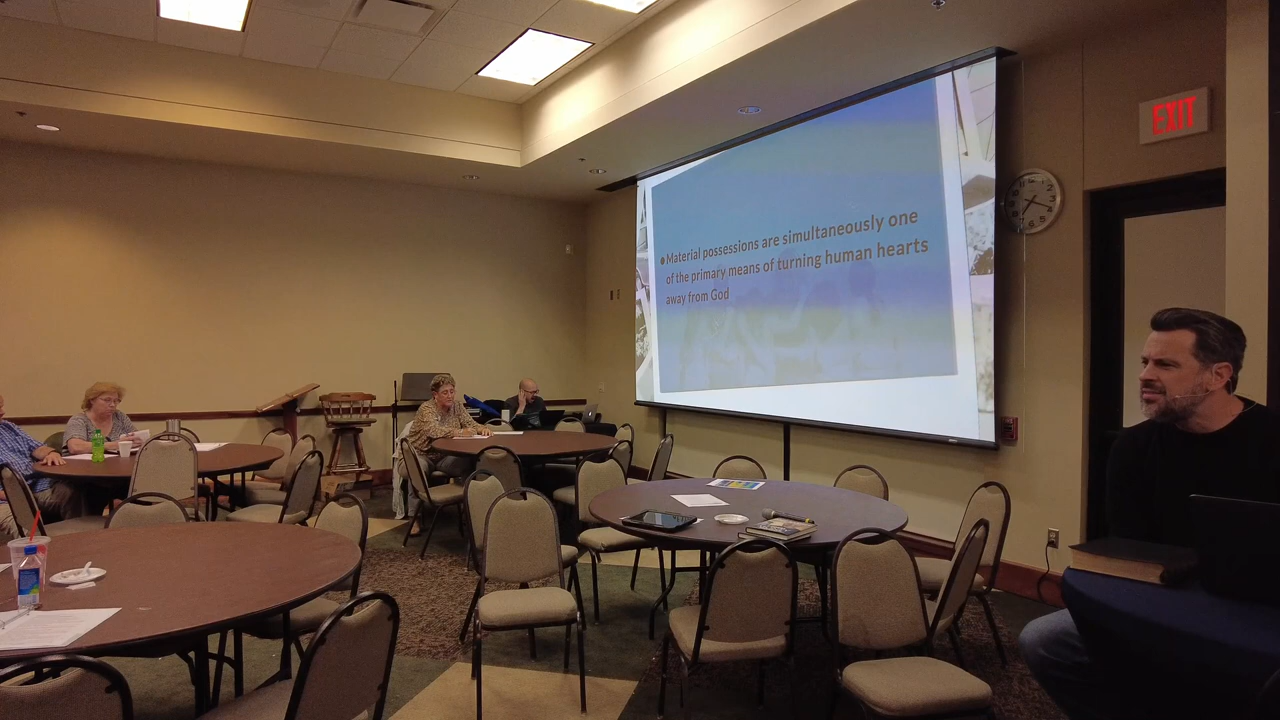 •Material possessions are simultaneously one
of the primary means of turning human hearts
away from God
EXIT